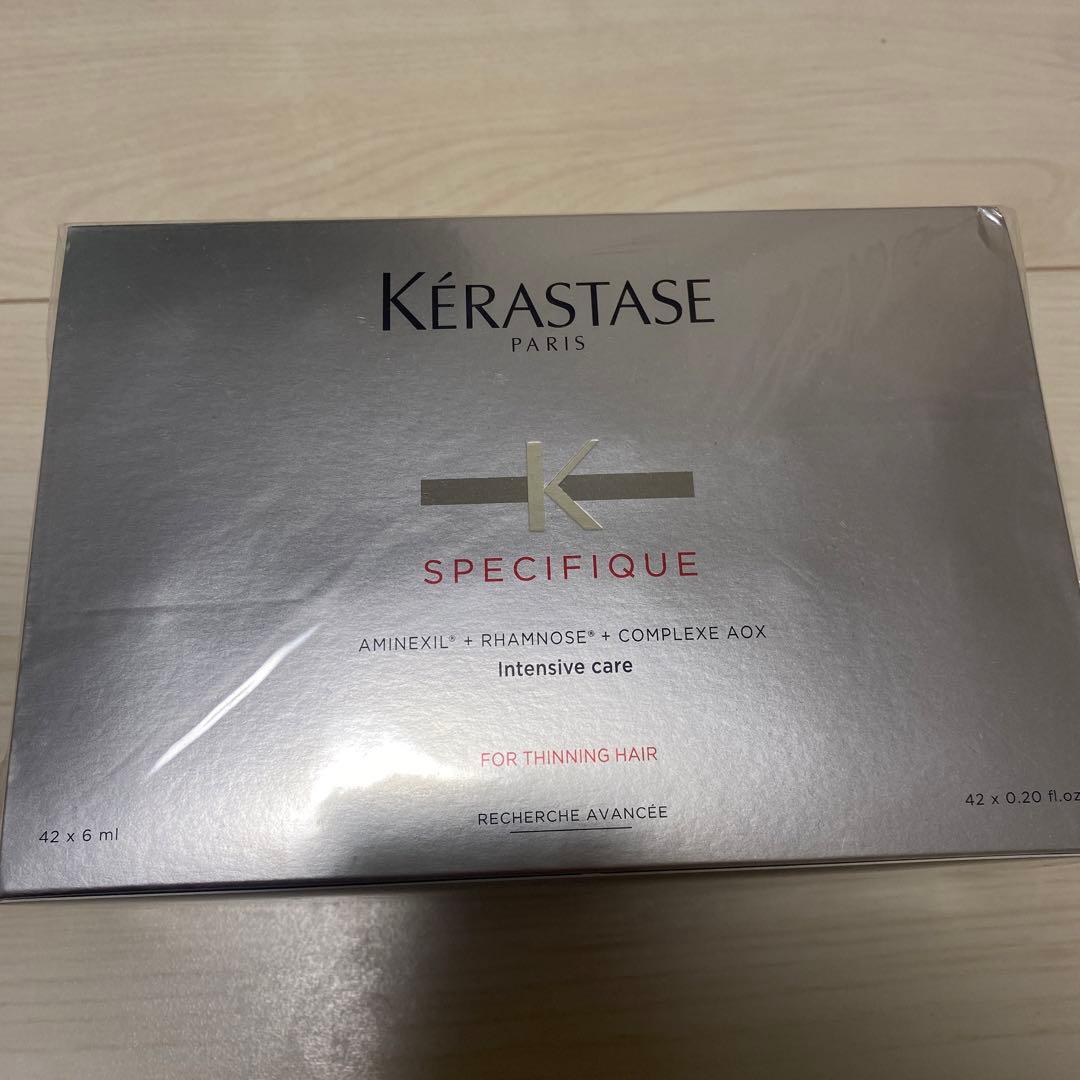 KÉRASTASE
PARIS
K
SPECIFIQUE
AMINEXIL® + RHAMNOSE® + COMPLEXE AOX
Intensive care
FOR THINNING HAIR
RECHERCHE AVANCÉE
42 x 6 ml
42 x 0.20 fl.oz